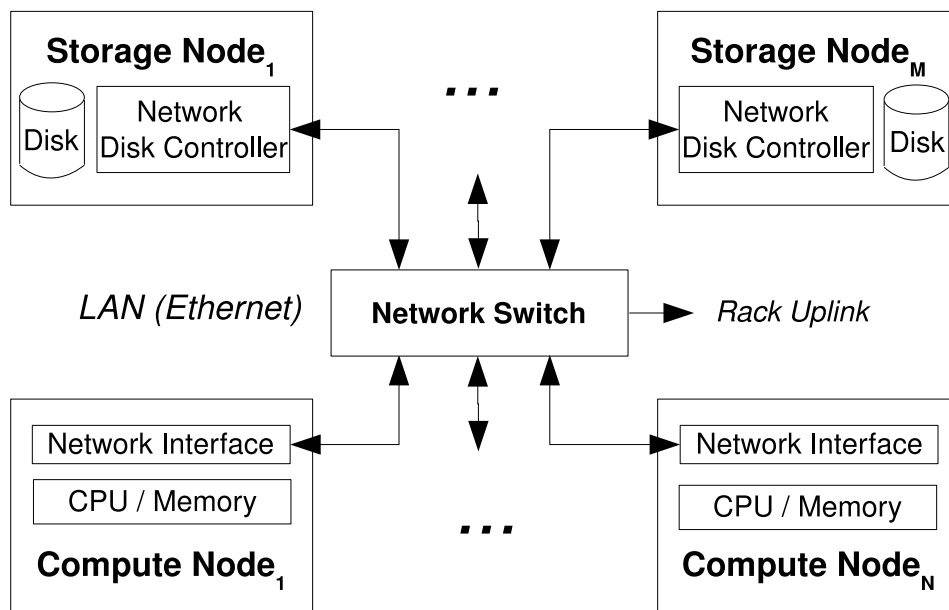 Storage Node1
Disk
Network
Disk Controller
...
Storage NodeM
Network
Disk Controller
Disk
LAN (Ethernet)
Network Switch
Rack Uplink
Network Interface
CPU / Memory
Compute Node1
...
Network Interface
CPU / Memory
Compute NodeN